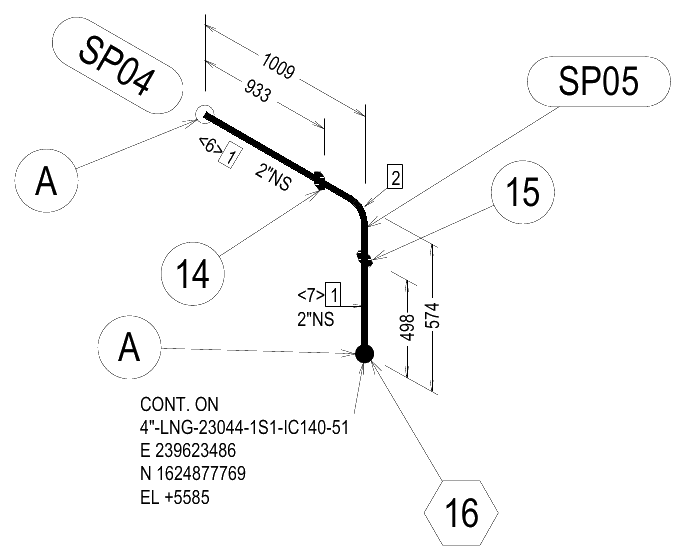 SP04
1009
933
SP05
A
<6> 1
2"NS
2
15
14
<7> 1
2"NS
498
574
A
CONT. ON
4"-LNG-23044-1S1-IC140-51
E 239623486
N 1624877769
EL +5585
16